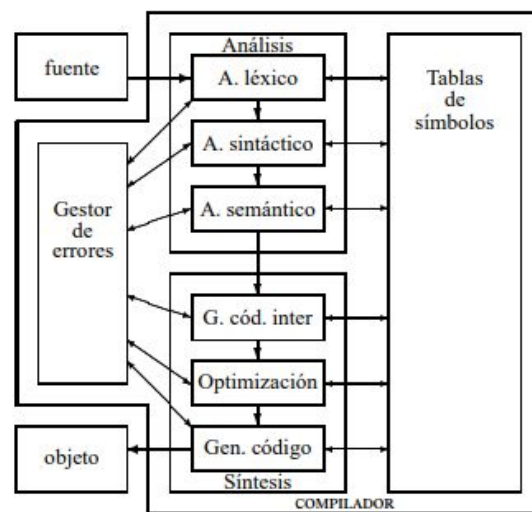 Análisis
fuente
A. léxico
Tablas
de
símbolos
A. sintáctico
Gestor
de
errores
A. semántico
G. cód. inter
Optimización
Gen. código
objeto
Síntesis
COMPILADOR